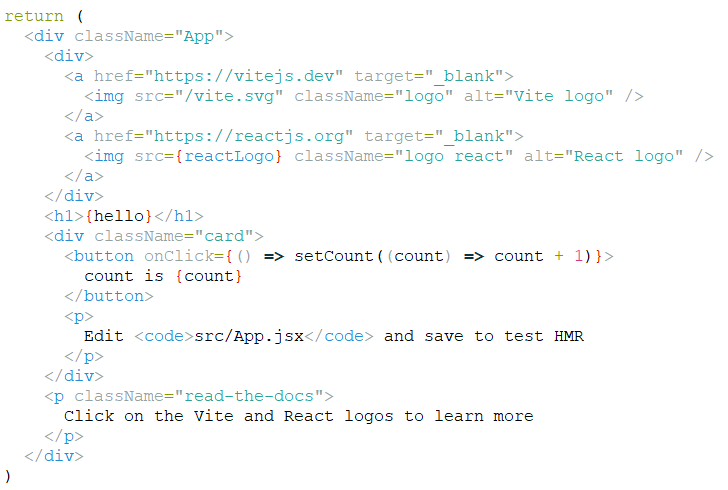 return (
  <div className="App">
    <div>
      <a href="https://vitejs.dev" target="_blank">
        <img src="/vite.svg" className="logo" alt="Vite logo" />
      </a>
      <a href="https://reactjs.org" target="_blank">
        <img src={reactLogo} className="logo react" alt="React logo" />
      </a>
    </div>
    <h1>{hello}</h1>
    <div className="card">
      <button onClick={() => setCount((count) => count + 1)}>
        count is {count}
      </button>
      <p>
        Edit <code>src/App.jsx</code> and save to test HMR
      </p>
    </div>
    <p className="read-the-docs">
      Click on the Vite and React logos to learn more
    </p>
  </div>
)